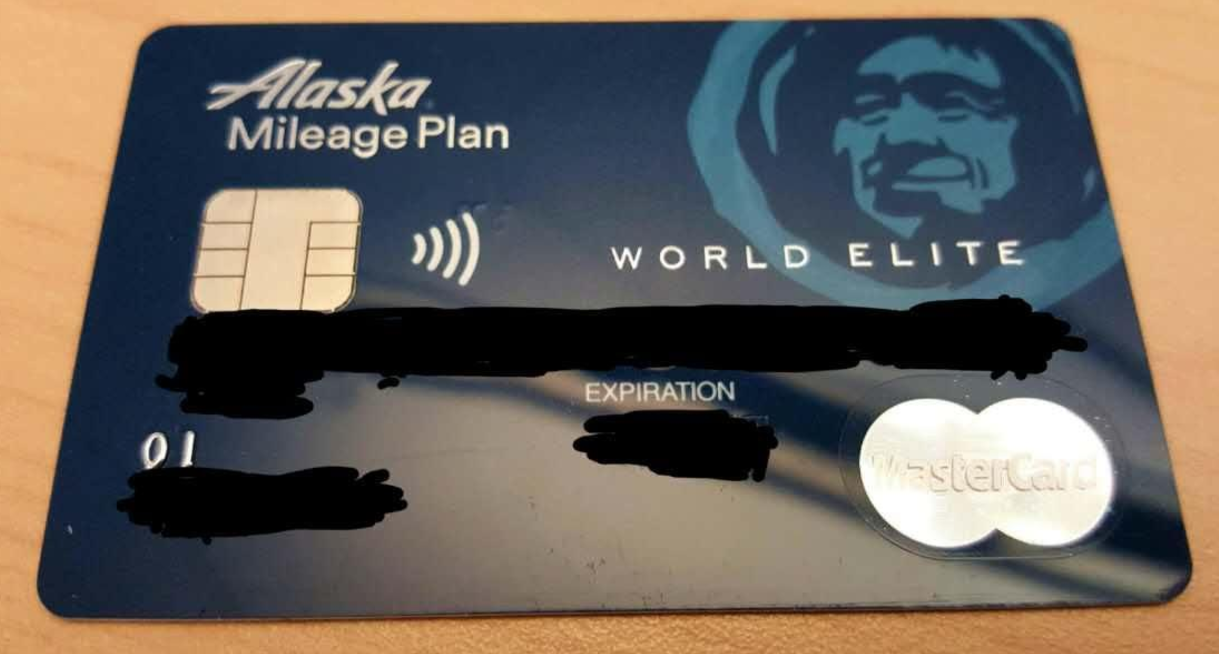 Alaska
Mileage Plan
WORLD ELITE
EXPIRATION
01
MasterCard